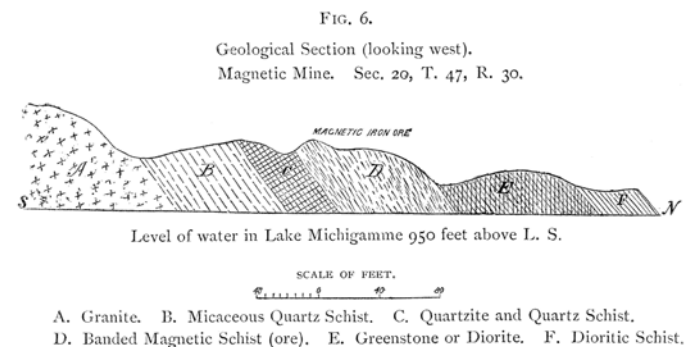 Fig. 6.
Geological Section (looking west).
Magnetic Mine. Sec. 20, T. 47, R. 30.
MAGNETIC IRON ORE
A B C D E F
S N
Level of water in Lake Michigamme 950 feet above L. S.
SCALE OF FEET.
40 0 40 80
A. Granite. B. Micaceous Quartz Schist. C. Quartzite and Quartz Schist.
D. Banded Magnetic Schist (ore). E. Greenstone or Diorite. F. Dioritic Schist.